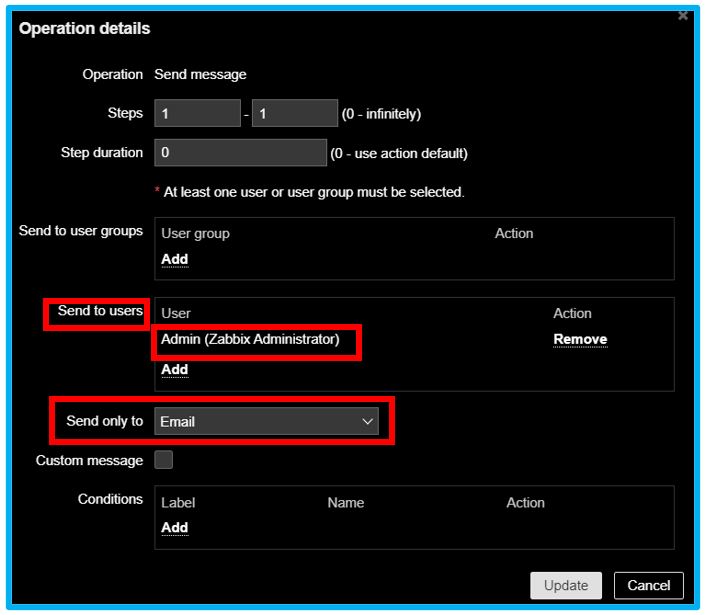 Operation details
Operation Send message
Steps 1 - 1 (0 - infinitely)
Step duration 0 (0 - use action default)
* At least one user or user group must be selected.
Send to user groups User group Action
Add
Send to users User Action
Admin (Zabbix Administrator) Remove
Add
Send only to Email
Custom message
Conditions Label Name Action
Add
Update Cancel